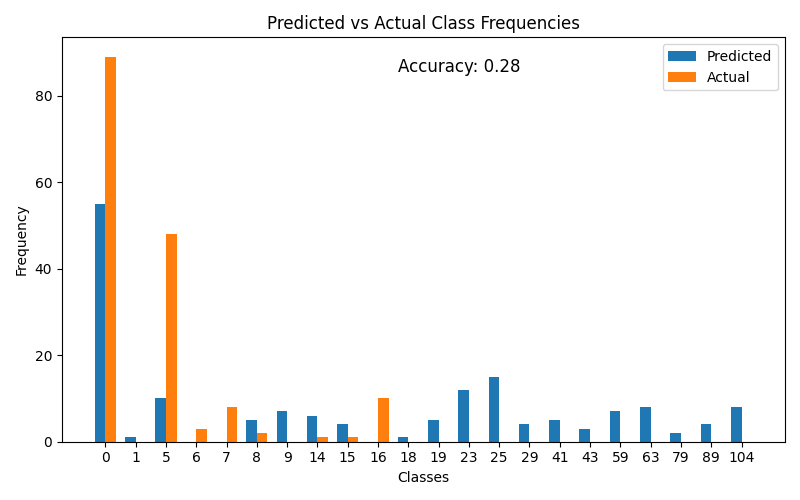 Predicted vs Actual Class Frequencies
Accuracy: 0.28
Predicted
Actual
80
60
40
20
0
Frequency
0 1 5 6 7 8 9 14 15 16 18 19 23 25 29 41 43 59 63 79 89 104
Classes